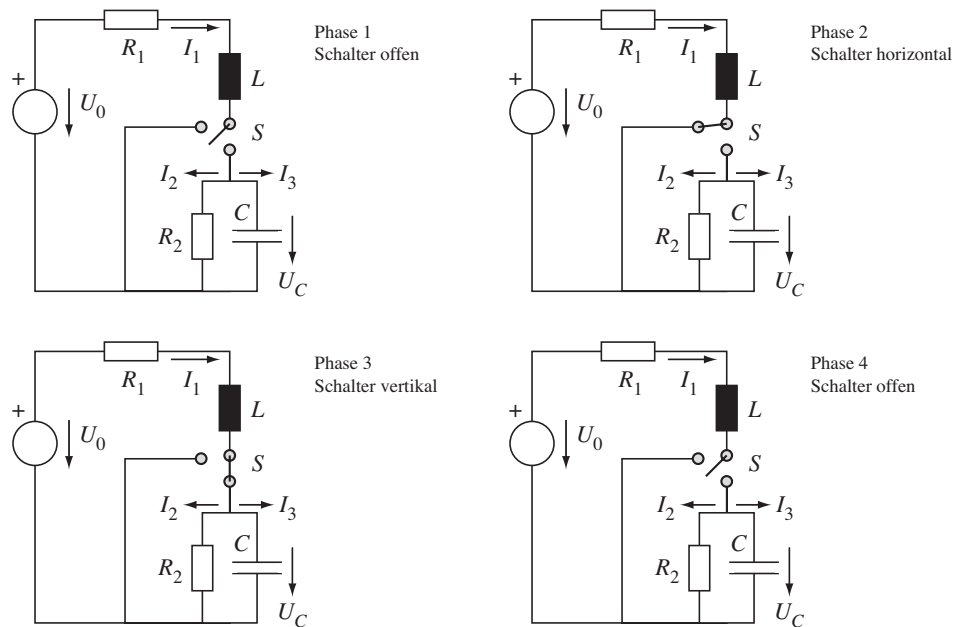 R1 I1
Phase 1
Schalter offen
+ U0
L
S
I2 I3
R2 C
UC
R1 I1
Phase 2
Schalter horizontal
+ U0
L
S
I2 I3
R2 C
UC
R1 I1
Phase 3
Schalter vertikal
+ U0
L
S
I2 I3
R2 C
UC
R1 I1
Phase 4
Schalter offen
+ U0
L
S
I2 I3
R2 C
UC